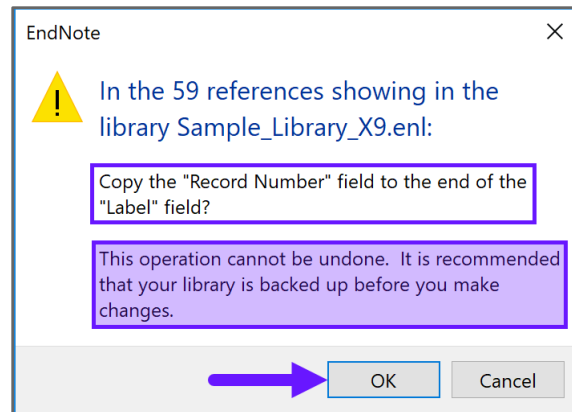 EndNote
In the 59 references showing in the
library Sample_Library_X9.enl:
Copy the "Record Number" field to the end of the
"Label" field?
This operation cannot be undone.  It is recommended
that your library is backed up before you make
changes.
OK
Cancel